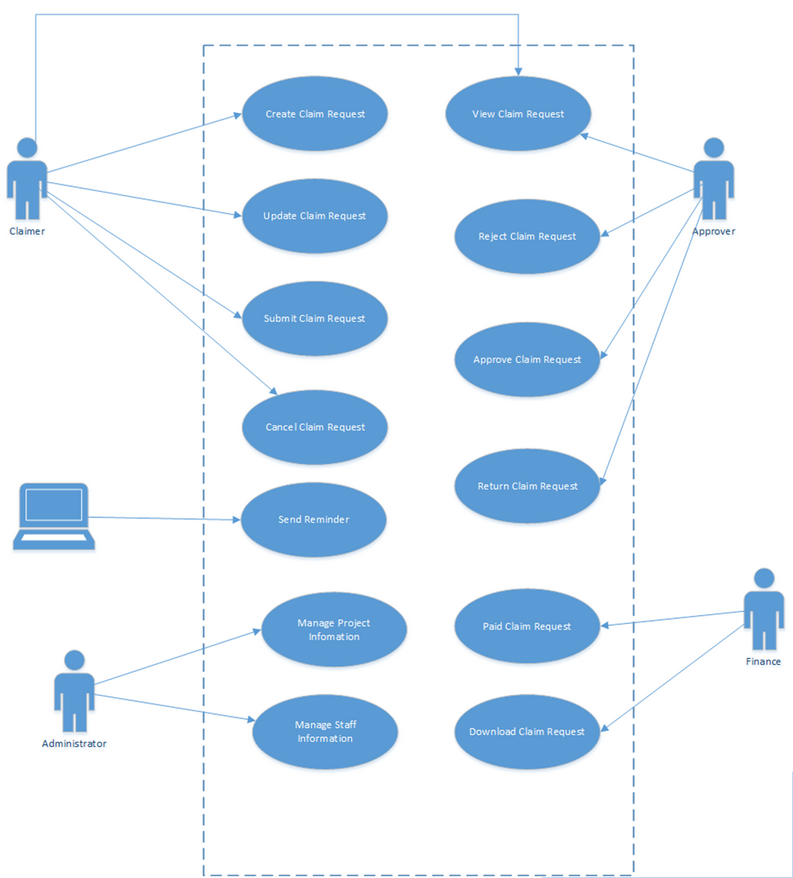 Create Claim Request
View Claim Request
Claimer
Update Claim Request
Approver
Reject Claim Request
Submit Claim Request
Approve Claim Request
Cancel Claim Request
Return Claim Request
Send Reminder
Manage Project
Infomation
Paid Claim Request
Finance
Administrator
Manage Staff
Information
Download Claim Request